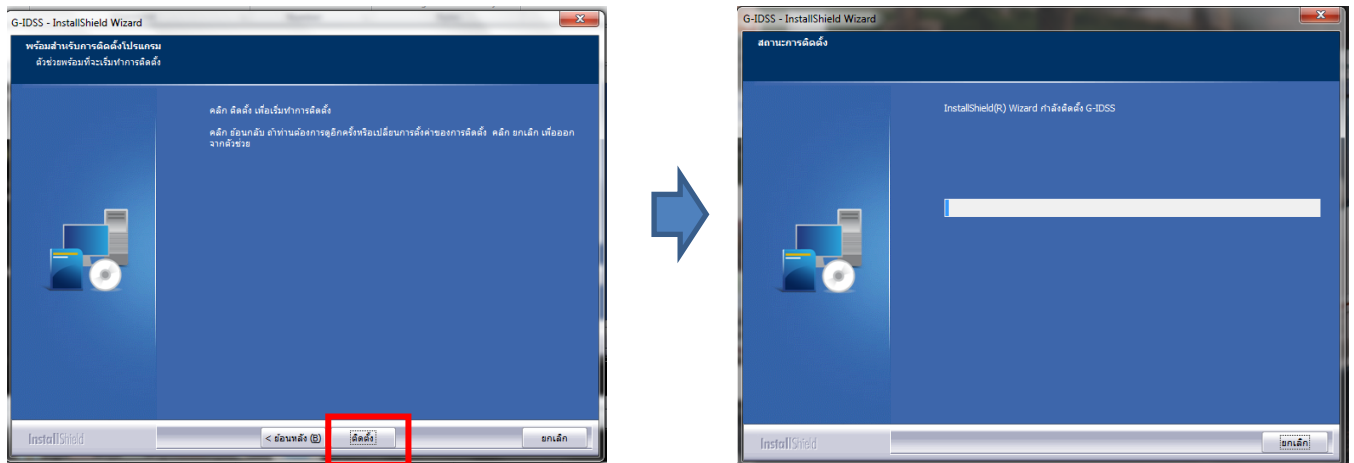 G-IDSS - InstallShield Wizard
พร้อมสำหรับการติดตั้งโปรแกรม
ตัวช่วยพร้อมที่จะเริ่มทำการติดตั้ง
คลิก ติดตั้ง เพื่อเริ่มทำการติดตั้ง
คลิก ย้อนกลับ ถ้าท่านต้องการดูอีกครั้งหรือเปลี่ยนการตั้งค่าของการติดตั้ง คลิก ยกเลิก เพื่อออก
จากตัวช่วย
InstallShield
< ย้อนหลัง (B)
ติดตั้ง
ยกเลิก
G-IDSS - InstallShield Wizard
สถานะการติดตั้ง
InstallShield(R) Wizard กำลังติดตั้ง G-IDSS
InstallShield
ยกเลิก